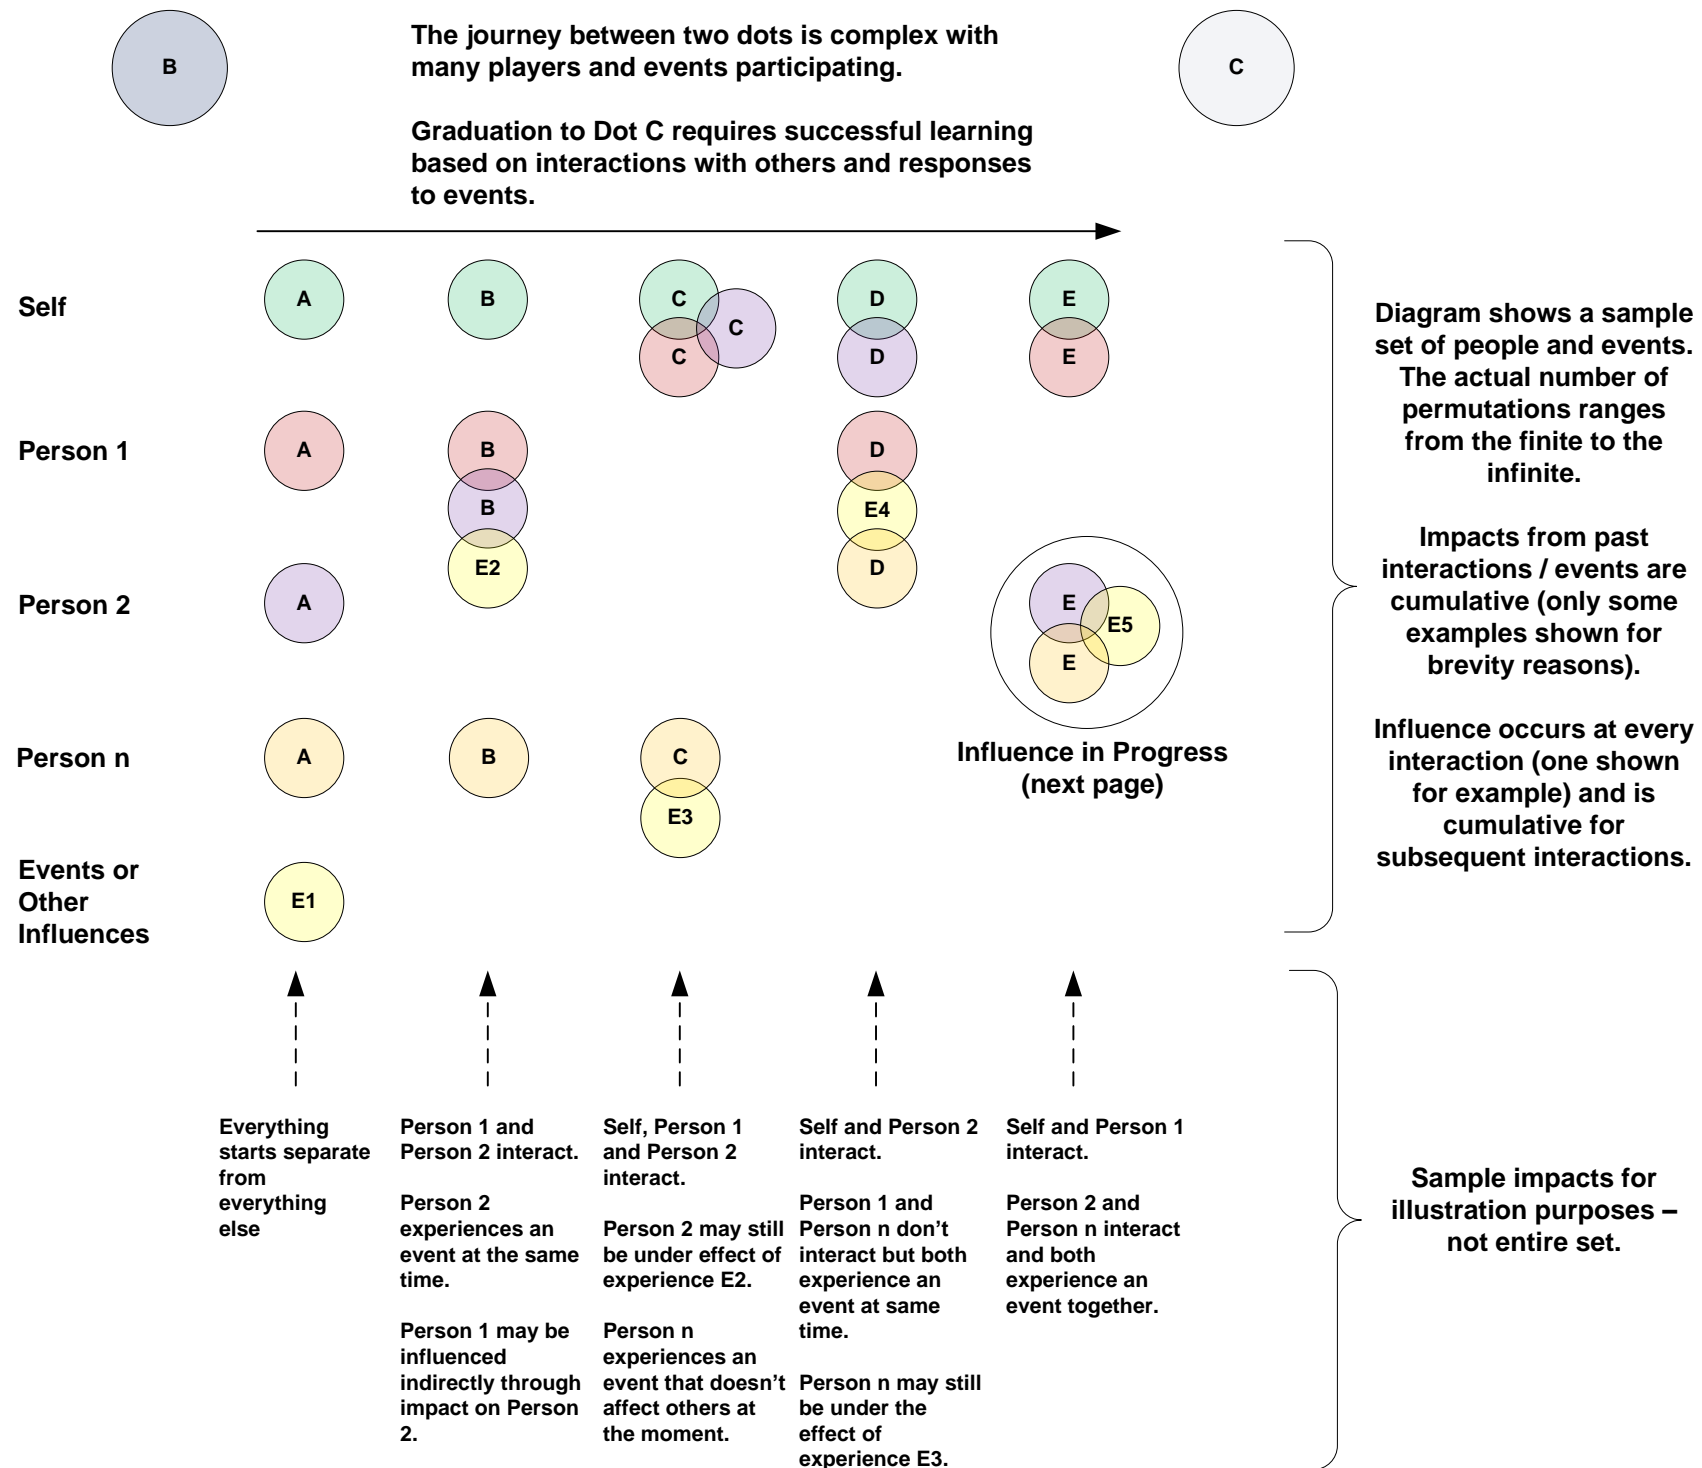 B
The journey between two dots is complex with
many players and events participating.
Graduation to Dot C requires successful learning
based on interactions with others and responses
to events.
C
Self
A
B
C
C
C
D
D
E
E
Person 1
A
B
B
E2
D
E4
D
Person 2
A
E
E5
E
Influence in Progress
(next page)
Person n
A
B
C
E3
Events or
Other
Influences
E1
Diagram shows a sample
set of people and events.
The actual number of
permutations ranges
from the finite to the
infinite.
Impacts from past
interactions / events are
cumulative (only some
examples shown for
brevity reasons).
Influence occurs at every
interaction (one shown
for example) and is
cumulative for
subsequent interactions.
Everything
starts separate
from
everything
else
Person 1 and
Person 2 interact.
Person 2
experiences an
event at the same
time.
Person 1 may be
influenced
indirectly through
impact on Person
2.
Self, Person 1
and Person 2
interact.
Person 2 may still
be under effect of
experience E2.
Person n
experiences an
event that doesn't
affect others at
the moment.
Self and Person 2
interact.
Person 1 and
Person n don't
interact but both
experience an
event at same
time.
Person n may still
be under the
effect of
experience E3.
Self and Person 1
interact.
Person 2 and
Person n interact
and both
experience an
event together.
Sample impacts for
illustration purposes –
not entire set.